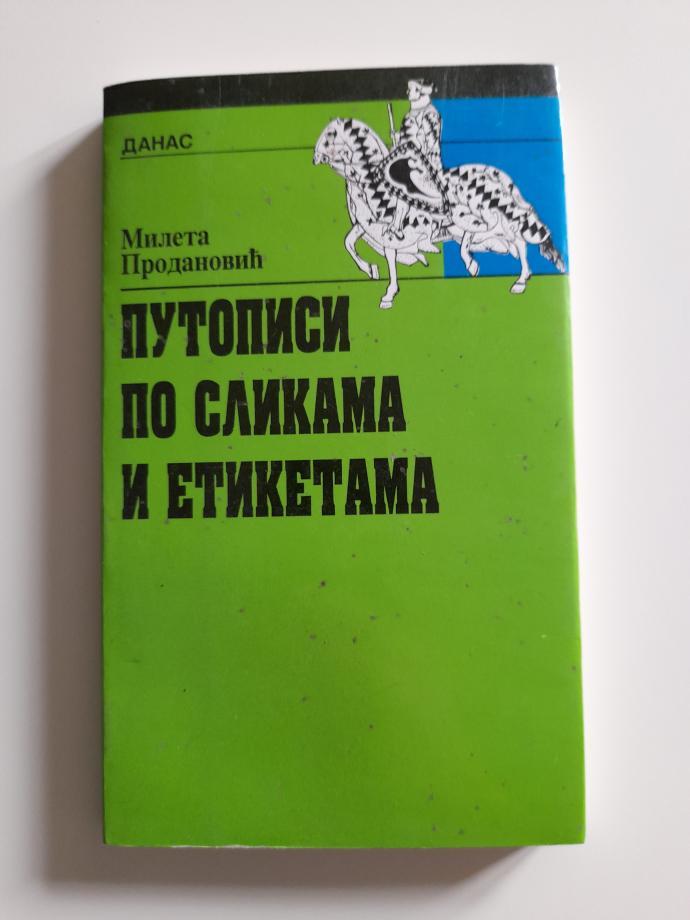 ДАНАС
Милета
Продановић
ПУТОПИСИ
ПО СЛИКАМА
И ЕТИКЕТАМА